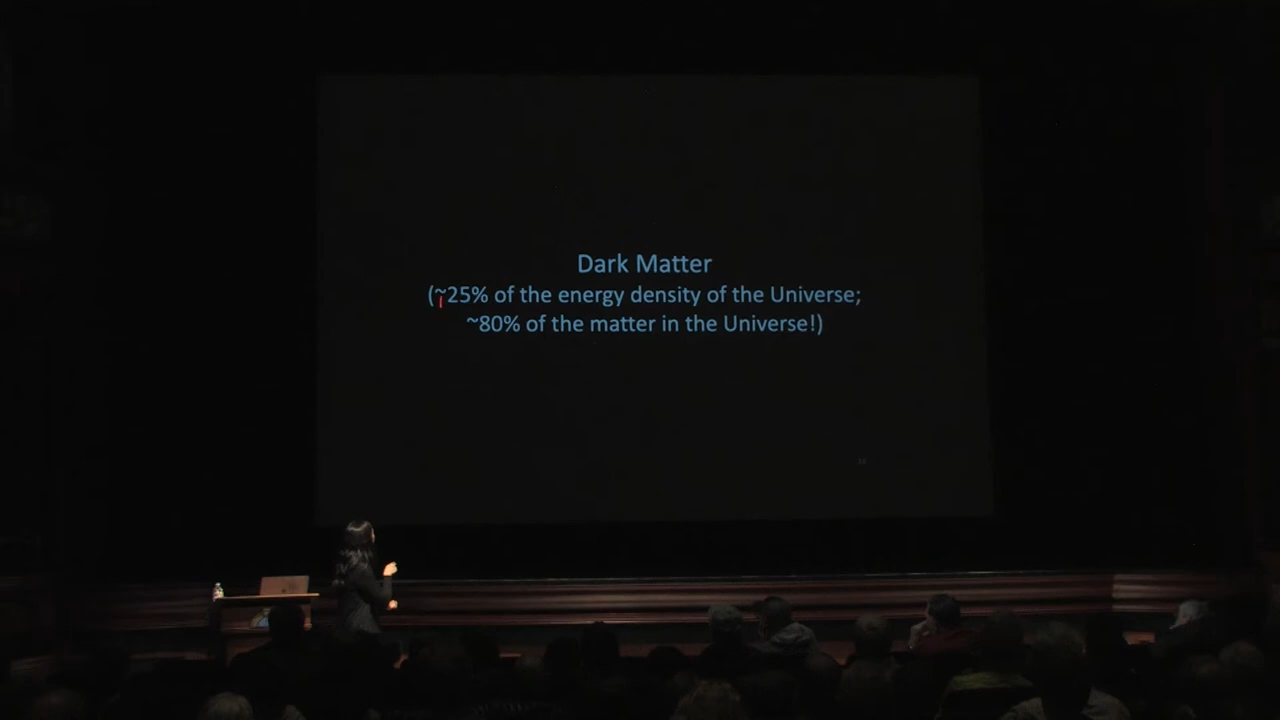 Dark Matter
(~25% of the energy density of the Universe;
~80% of the matter in the Universe!)